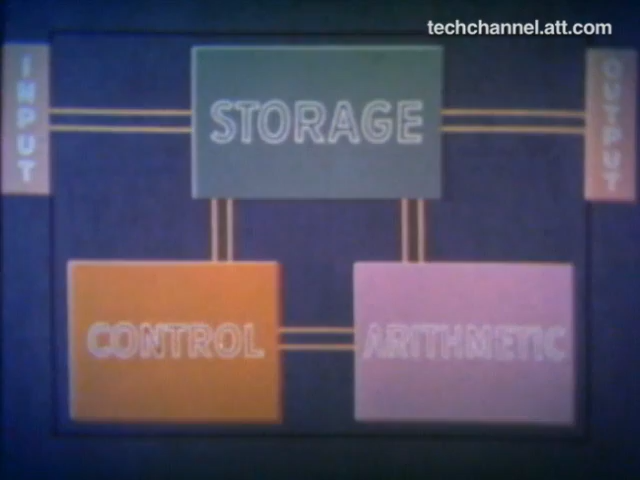 techchannel.att.com
INPUT
STORAGE
OUTPUT
CONTROL
ARITHMETIC